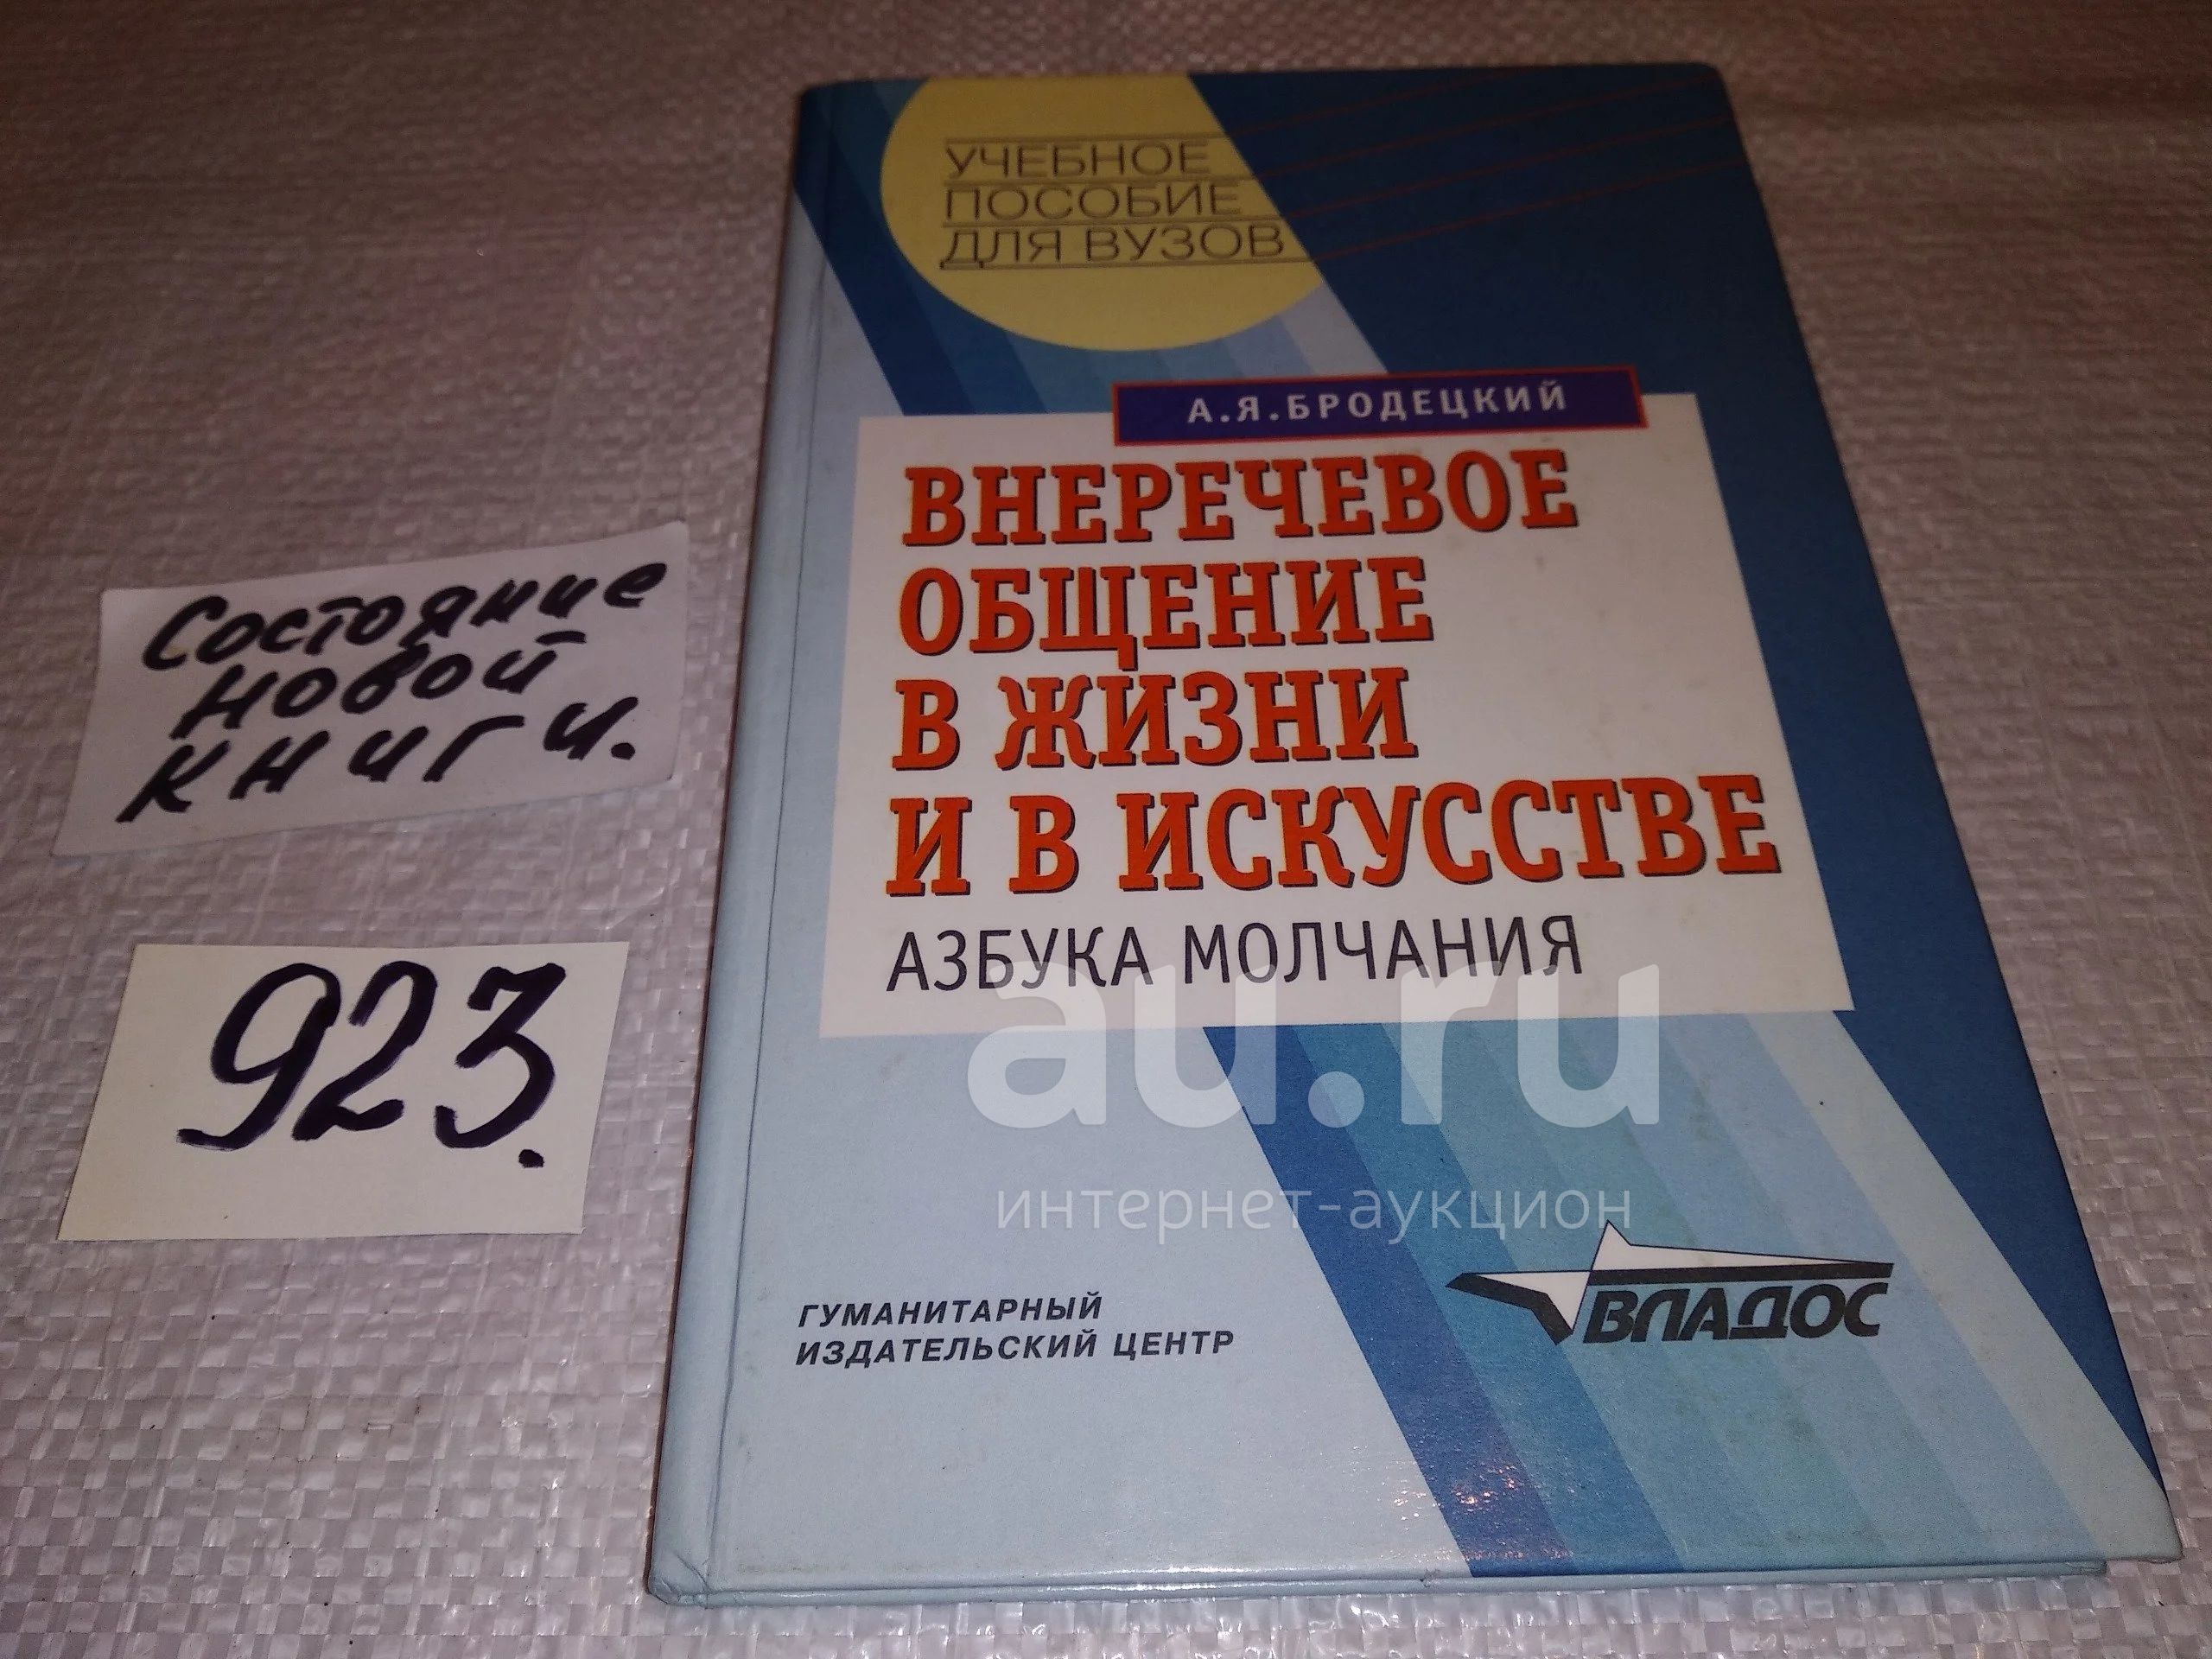 УЧЕБНОЕ
ПОСОБИЕ
ДЛЯ ВУЗОВ
А.Я.БРОДЕЦКИЙ
ВНЕРЕЧЕВОЕ
ОБЩЕНИЕ
В ЖИЗНИ
И В ИСКУССТВЕ
АЗБУКА МОЛЧАНИЯ
Состояние
новой
книги.
923.
au.ru
интернет-аукцион
ГУМАНИТАРНЫЙ
ИЗДАТЕЛЬСКИЙ ЦЕНТР
ВЛАДОС